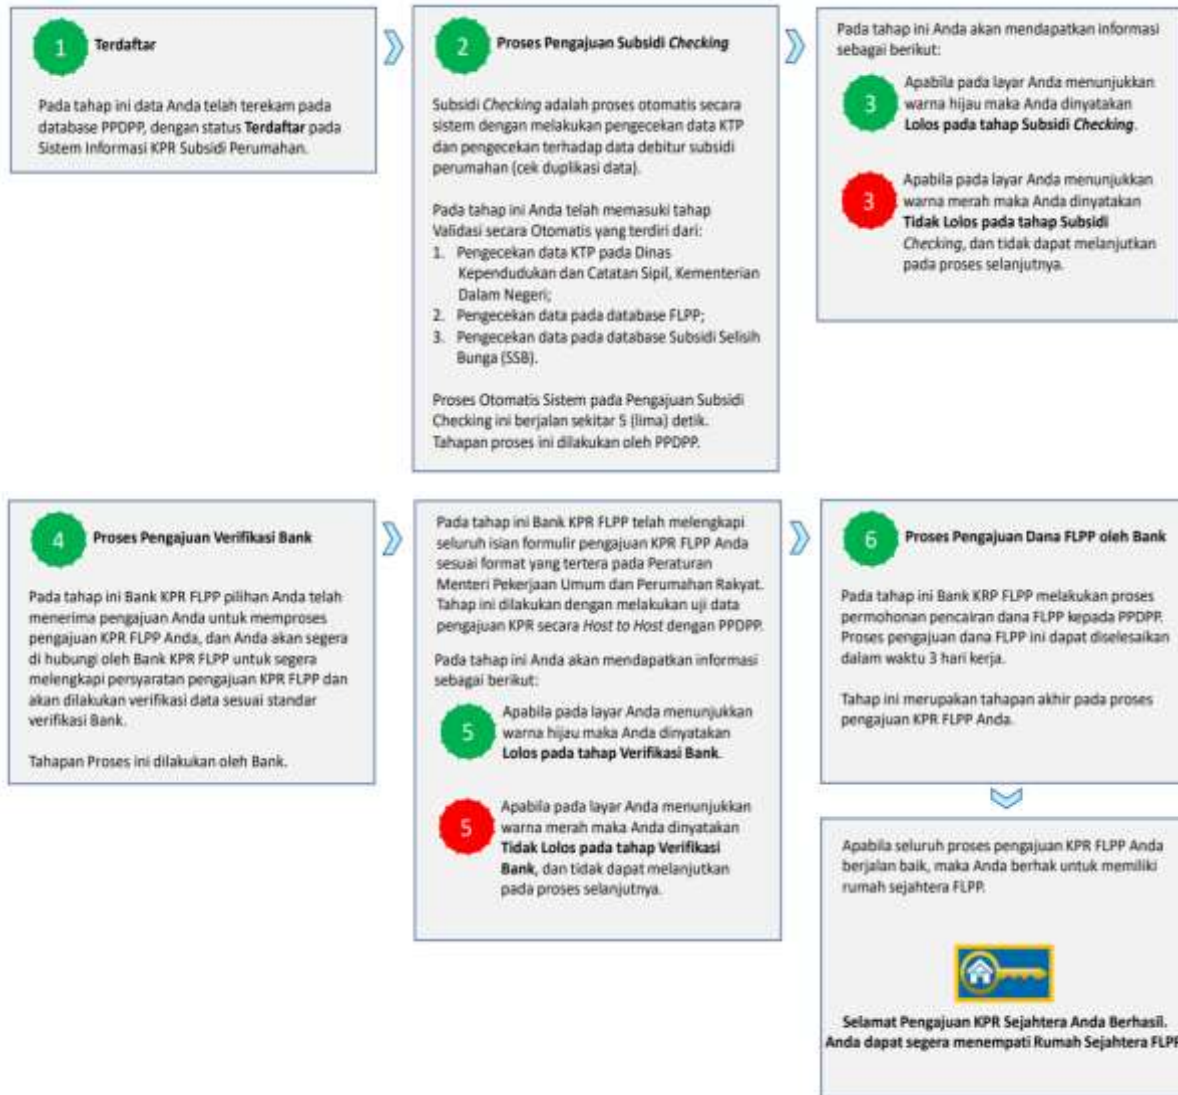 1 Terdaftar
Pada tahap ini data Anda telah terekam pada
database PPDPP, dengan status Terdaftar pada
Sistem Informasi KPR Subsidi Perumahan.
2 Proses Pengajuan Subsidi Checking
Subsidi Checking adalah proses otomatis secara
sistem dengan melakukan pengecekan data KTP
dan pengecekan terhadap data debitur subsidi
perumahan (cek duplikasi data).
Pada tahap ini Anda telah memasuki tahap
Validasi secara Otomatis yang terdiri dari:
1. Pengecekan data KTP pada Dinas
Kependudukan dan Catatan Sipil, Kementerian
Dalam Negeri;
2. Pengecekan data pada database FLPP;
3. Pengecekan data pada database Subsidi Selisih
Bunga (SSB).
Proses Otomatis Sistem pada Pengajuan Subsidi
Checking ini berjalan sekitar 5 (lima) detik.
Tahapan proses ini dilakukan oleh PPDPP.
Pada tahap ini Anda akan mendapatkan informasi
sebagai berikut:
3 Apabila pada layar Anda menunjukkan
warna hijau maka Anda dinyatakan
Lolos pada tahap Subsidi Checking.
3 Apabila pada layar Anda menunjukkan
warna merah maka Anda dinyatakan
Tidak Lolos pada tahap Subsidi
Checking, dan tidak dapat melanjutkan
pada proses selanjutnya.
4 Proses Pengajuan Verifikasi Bank
Pada tahap ini Bank KPR FLPP pilihan Anda telah
menerima pengajuan Anda untuk memproses
pengajuan KPR FLPP Anda, dan Anda akan segera
di hubungi oleh Bank KPR FLPP untuk segera
melengkapi persyaratan pengajuan KPR FLPP dan
akan dilakukan verifikasi data sesuai standar
verifikasi Bank.
Tahapan Proses ini dilakukan oleh Bank.
Pada tahap ini Bank KPR FLPP telah melengkapi
seluruh isian formulir pengajuan KPR FLPP Anda
sesuai format yang tertera pada Peraturan
Menteri Pekerjaan Umum dan Perumahan Rakyat.
Tahap ini dilakukan dengan melakukan uji data
pengajuan KPR secara Host to Host dengan PPDPP.
Pada tahap ini Anda akan mendapatkan informasi
sebagai berikut:
5 Apabila pada layar Anda menunjukkan
warna hijau maka Anda dinyatakan
Lolos pada tahap Verifikasi Bank.
5 Apabila pada layar Anda menunjukkan
warna merah maka Anda dinyatakan
Tidak Lolos pada tahap Verifikasi
Bank, dan tidak dapat melanjutkan
pada proses selanjutnya.
6 Proses Pengajuan Dana FLPP oleh Bank
Pada tahap ini Bank KRP FLPP melakukan proses
permohonan pencairan dana FLPP kepada PPDPP.
Proses pengajuan dana FLPP ini dapat diselesaikan
dalam waktu 3 hari kerja.
Tahap ini merupakan tahapan akhir pada proses
pengajuan KPR FLPP Anda.
Apabila seluruh proses pengajuan KPR FLPP Anda
berjalan baik, maka Anda berhak untuk memiliki
rumah sejahtera FLPP.
Selamat Pengajuan KPR Sejahtera Anda Berhasil.
Anda dapat segera menempati Rumah Sejahtera FLPP